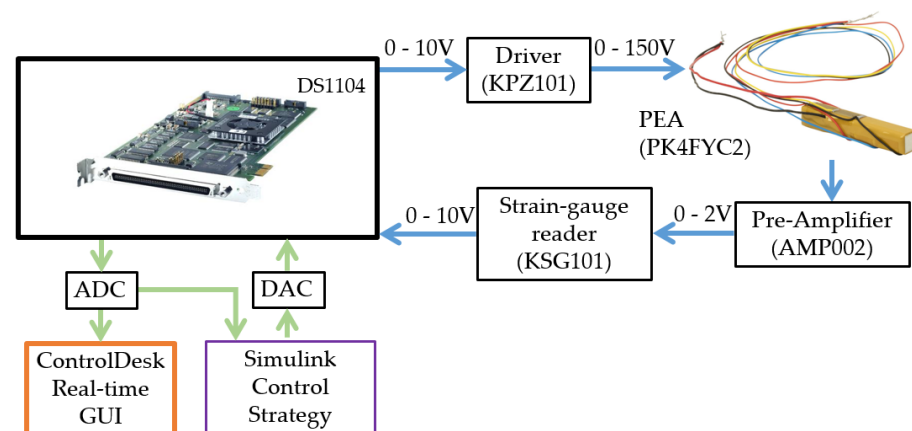 0 - 10V
Driver
(KPZ101)
0 - 150V
DS1104
PEA
(PK4FYC2)
0 - 10V
Strain-gauge
reader
(KSG101)
0 - 2V
Pre-Amplifier
(AMP002)
ADC
DAC
ControlDesk
Real-time
GUI
Simulink
Control
Strategy